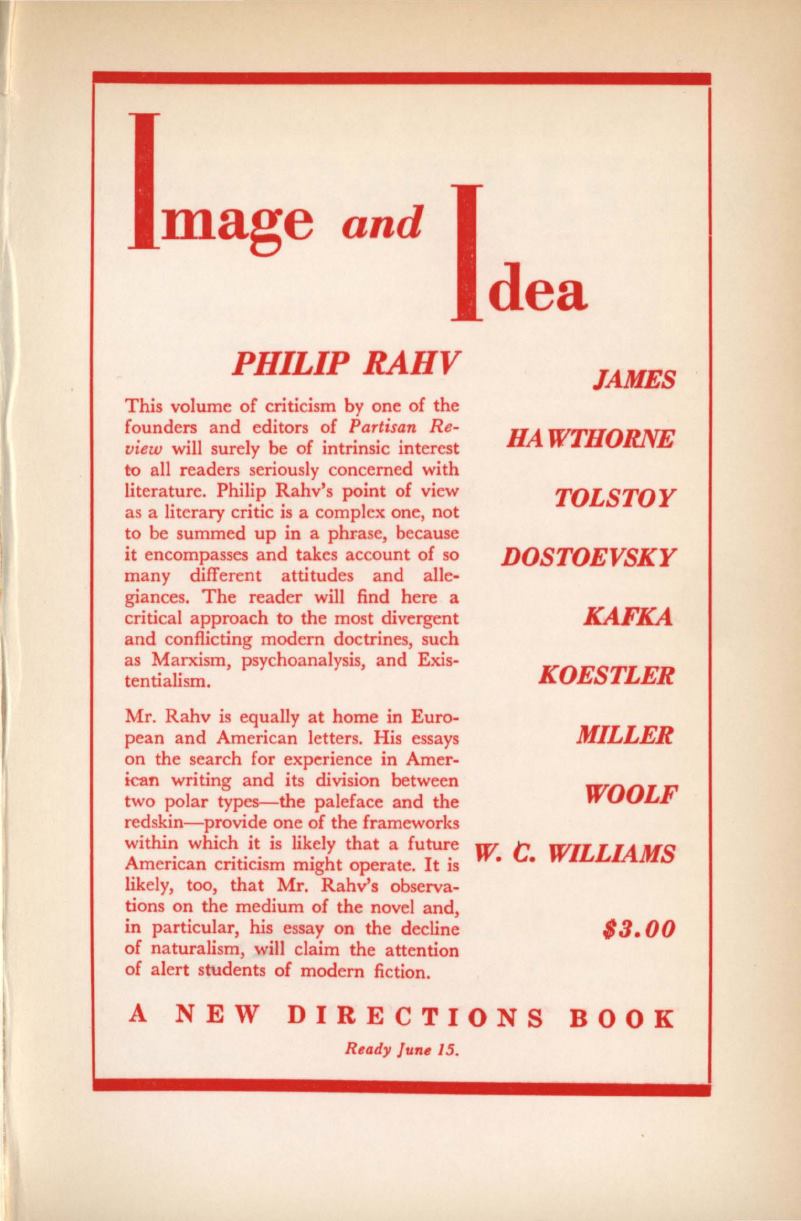 Image and
Idea
PHILIP RAHV
This volume of criticism by one of the
founders and editors of Partisan Re-
view will surely be of intrinsic interest
to all readers seriously concerned with
literature. Philip Rahv's point of view
as a literary critic is a complex one, not
to be summed up in a phrase, because
it encompasses and takes account of so
many different attitudes and alle-
giances. The reader will find here a
critical approach to the most divergent
and conflicting modern doctrines, such
as Marxism, psychoanalysis, and Exis-
tentialism.
Mr. Rahv is equally at home in Euro-
pean and American letters. His essays
on the search for experience in Amer-
ican writing and its division between
two polar types—the paleface and the
redskin—provide one of the frameworks
within which it is likely that a future
American criticism might operate. It is
likely, too, that Mr. Rahv's observa-
tions on the medium of the novel and,
in particular, his essay on the decline
of naturalism, will claim the attention
of alert students of modern fiction.
JAMES
HAWTHORNE
TOLSTOY
DOSTOEVSKY
KAFKA
KOESTLER
MILLER
WOOLF
W. C. WILLIAMS
$3.00
A NEW DIRECTIONS BOOK
Ready June 15.